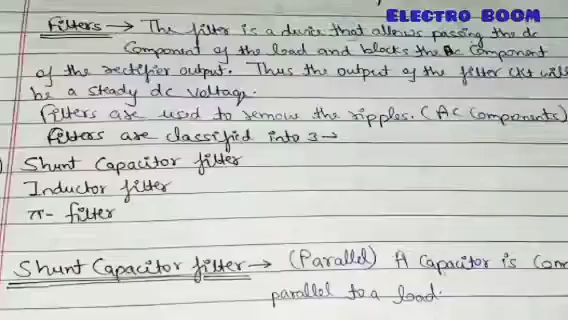 ELECTRO BOOM
Filters → The filter is a device that allows passing the dc
Component of the load and blocks the ac component
of the rectifier output. Thus the output of the filter ckt will
be a steady dc voltage.
Filters are used to remove the ripples. (AC Components)
Filters are classified into 3 →
) Shunt Capacitor filter
Inductor filter
π- filter
Shunt Capacitor filter → (Parallel) A Capacitor is Con
parallel to a load.